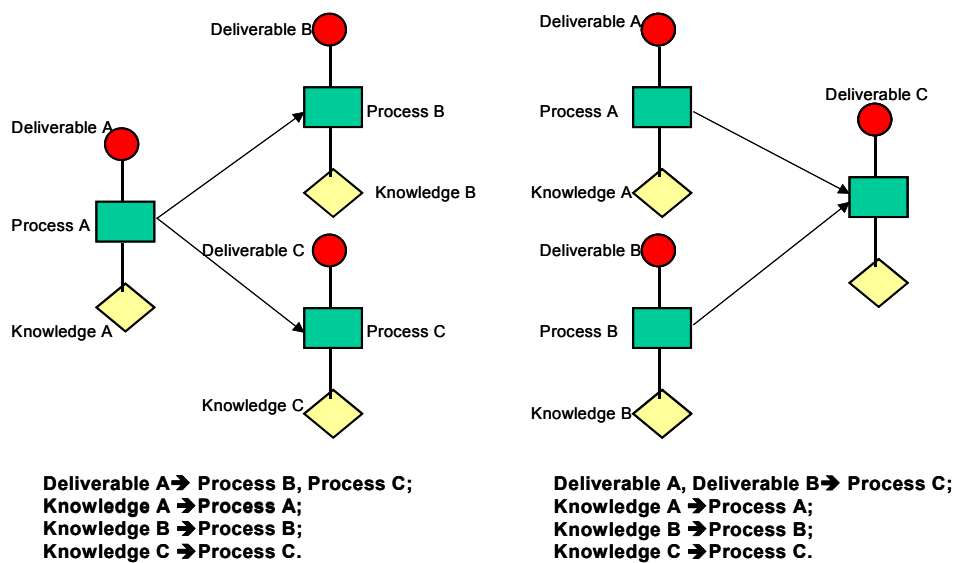 Deliverable B
Deliverable A
Process B
Process A
Knowledge B
Deliverable C
Knowledge A
Process C
Knowledge C
Deliverable A➔ Process B, Process C;
Knowledge A ➔Process A;
Knowledge B ➔Process B;
Knowledge C ➔Process C.
Deliverable A
Process A
Deliverable C
Knowledge A
Deliverable B
Process B
Knowledge B
Deliverable A, Deliverable B➔ Process C;
Knowledge A ➔Process A;
Knowledge B ➔Process B;
Knowledge C ➔Process C.